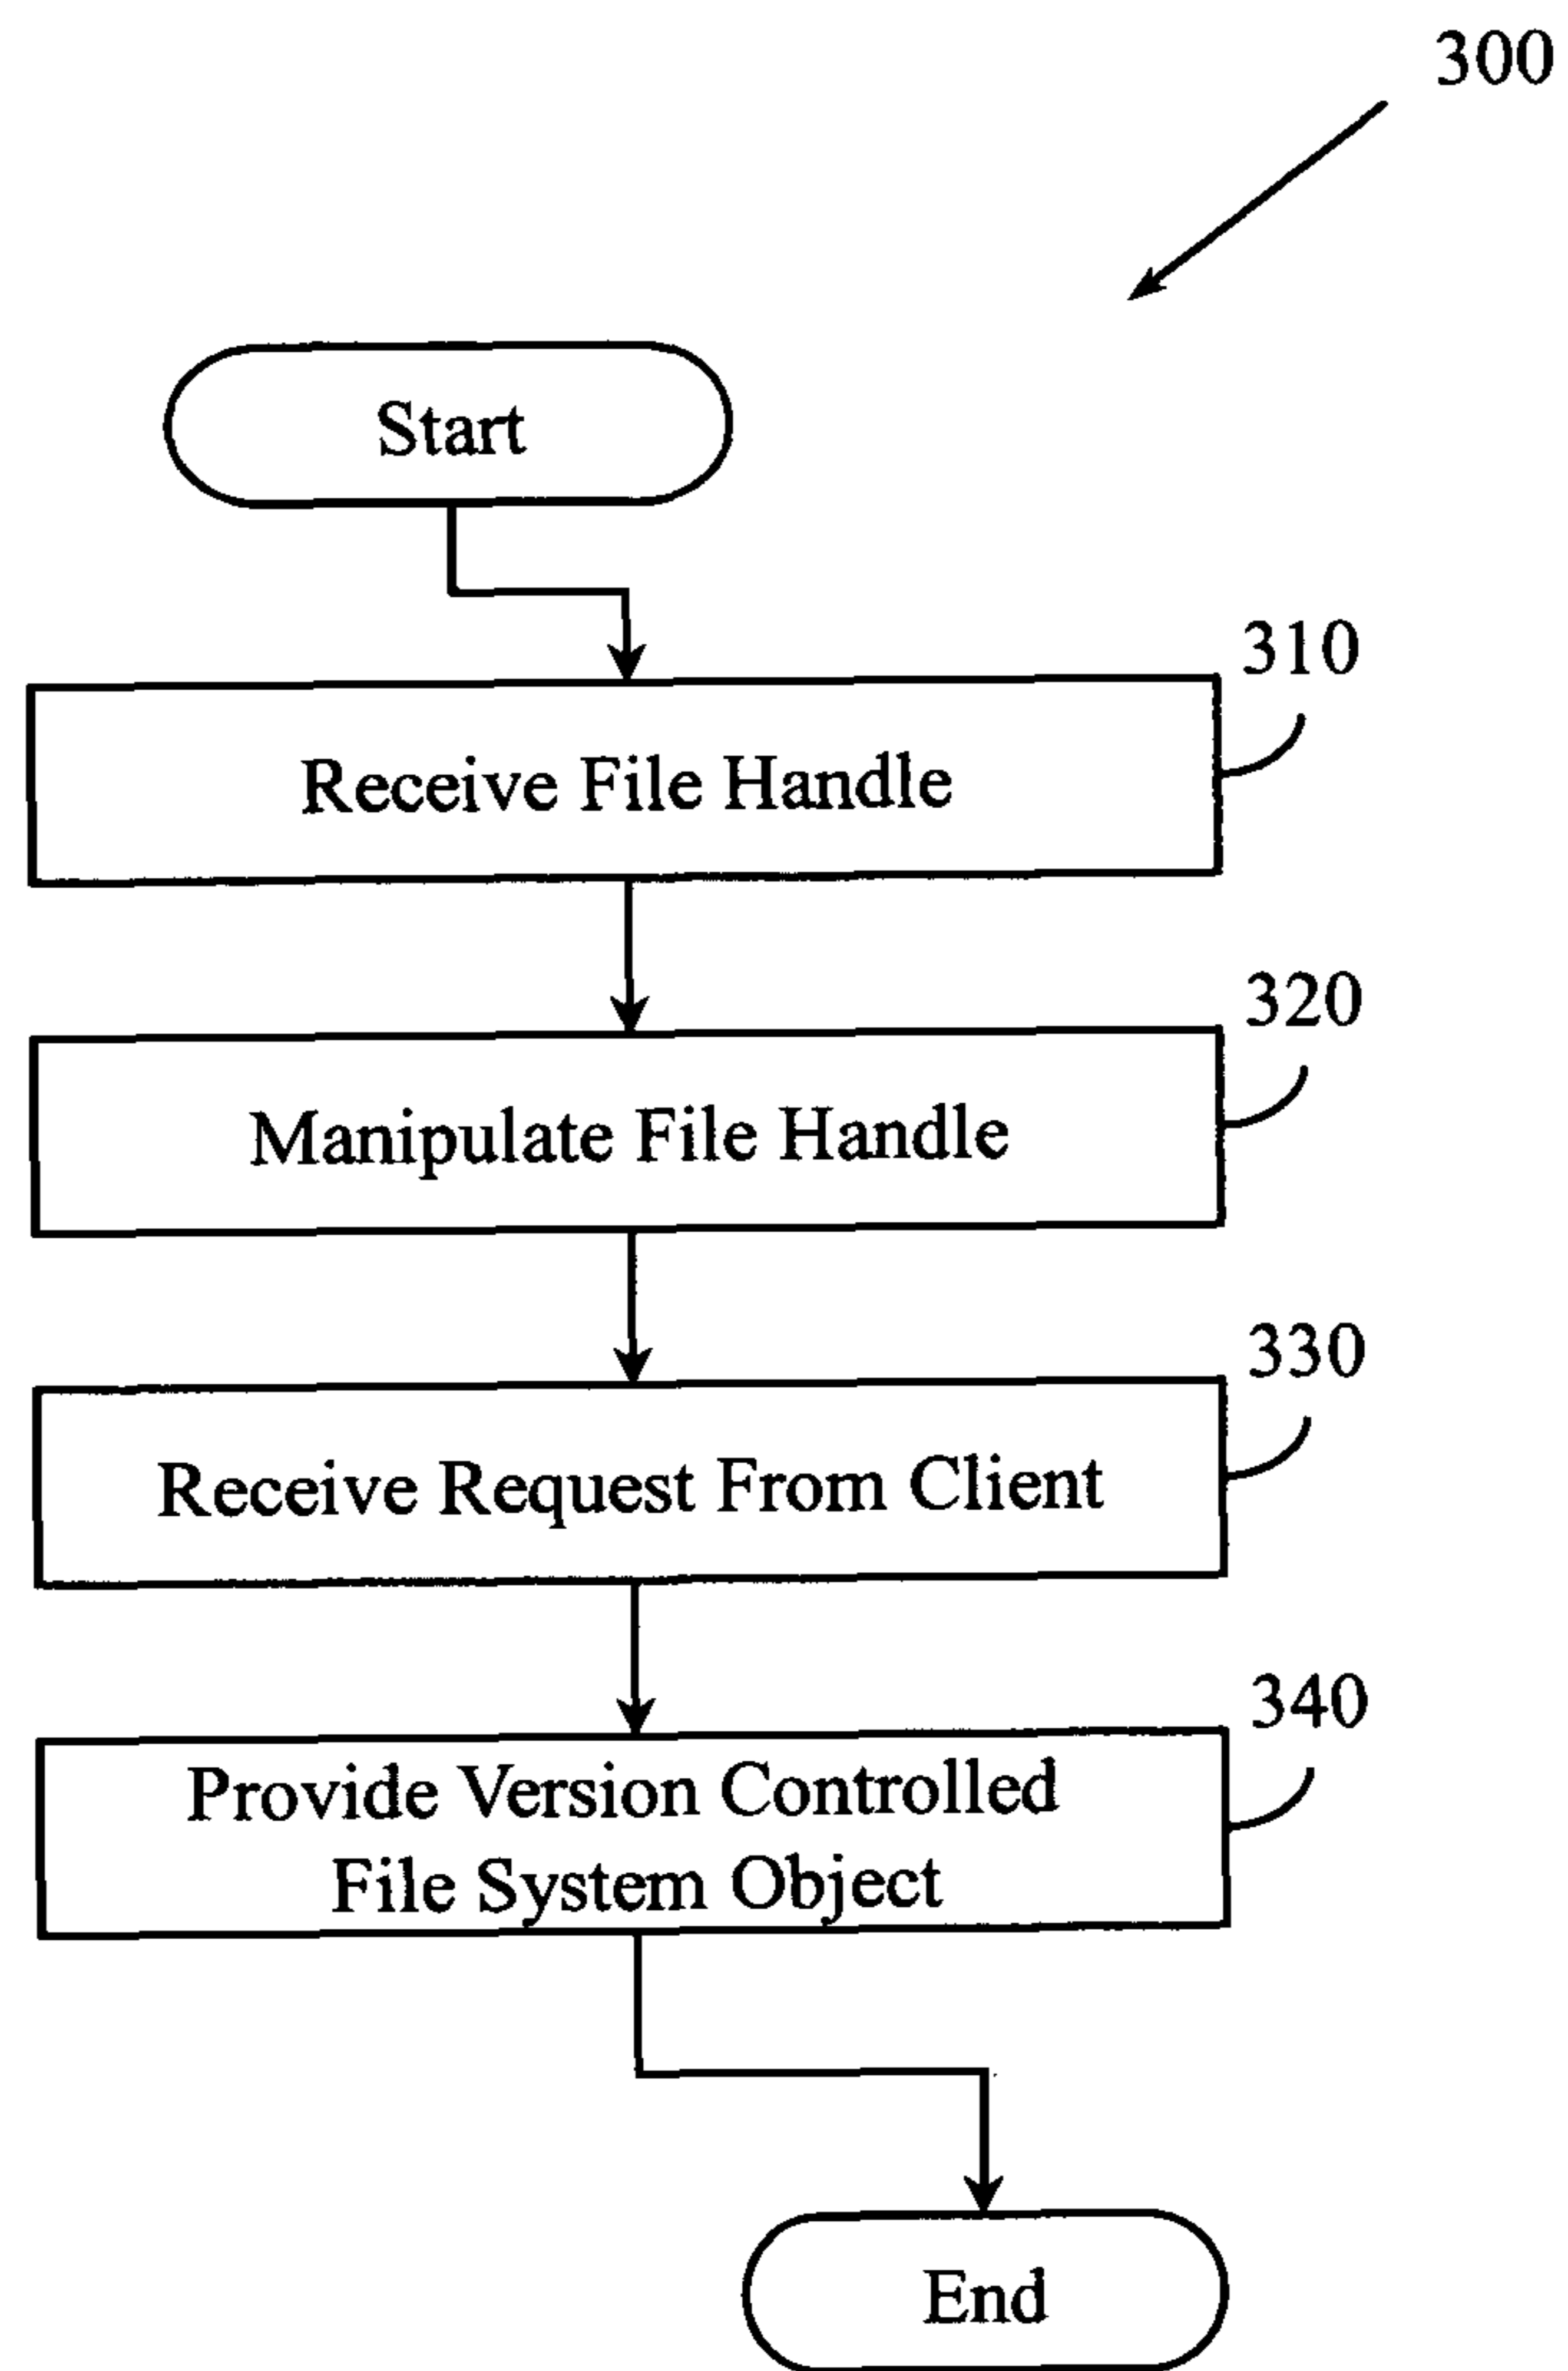 300
Start
310
Receive File Handle
320
Manipulate File Handle
330
Receive Request From Client
340
Provide Version Controlled
File System Object
End